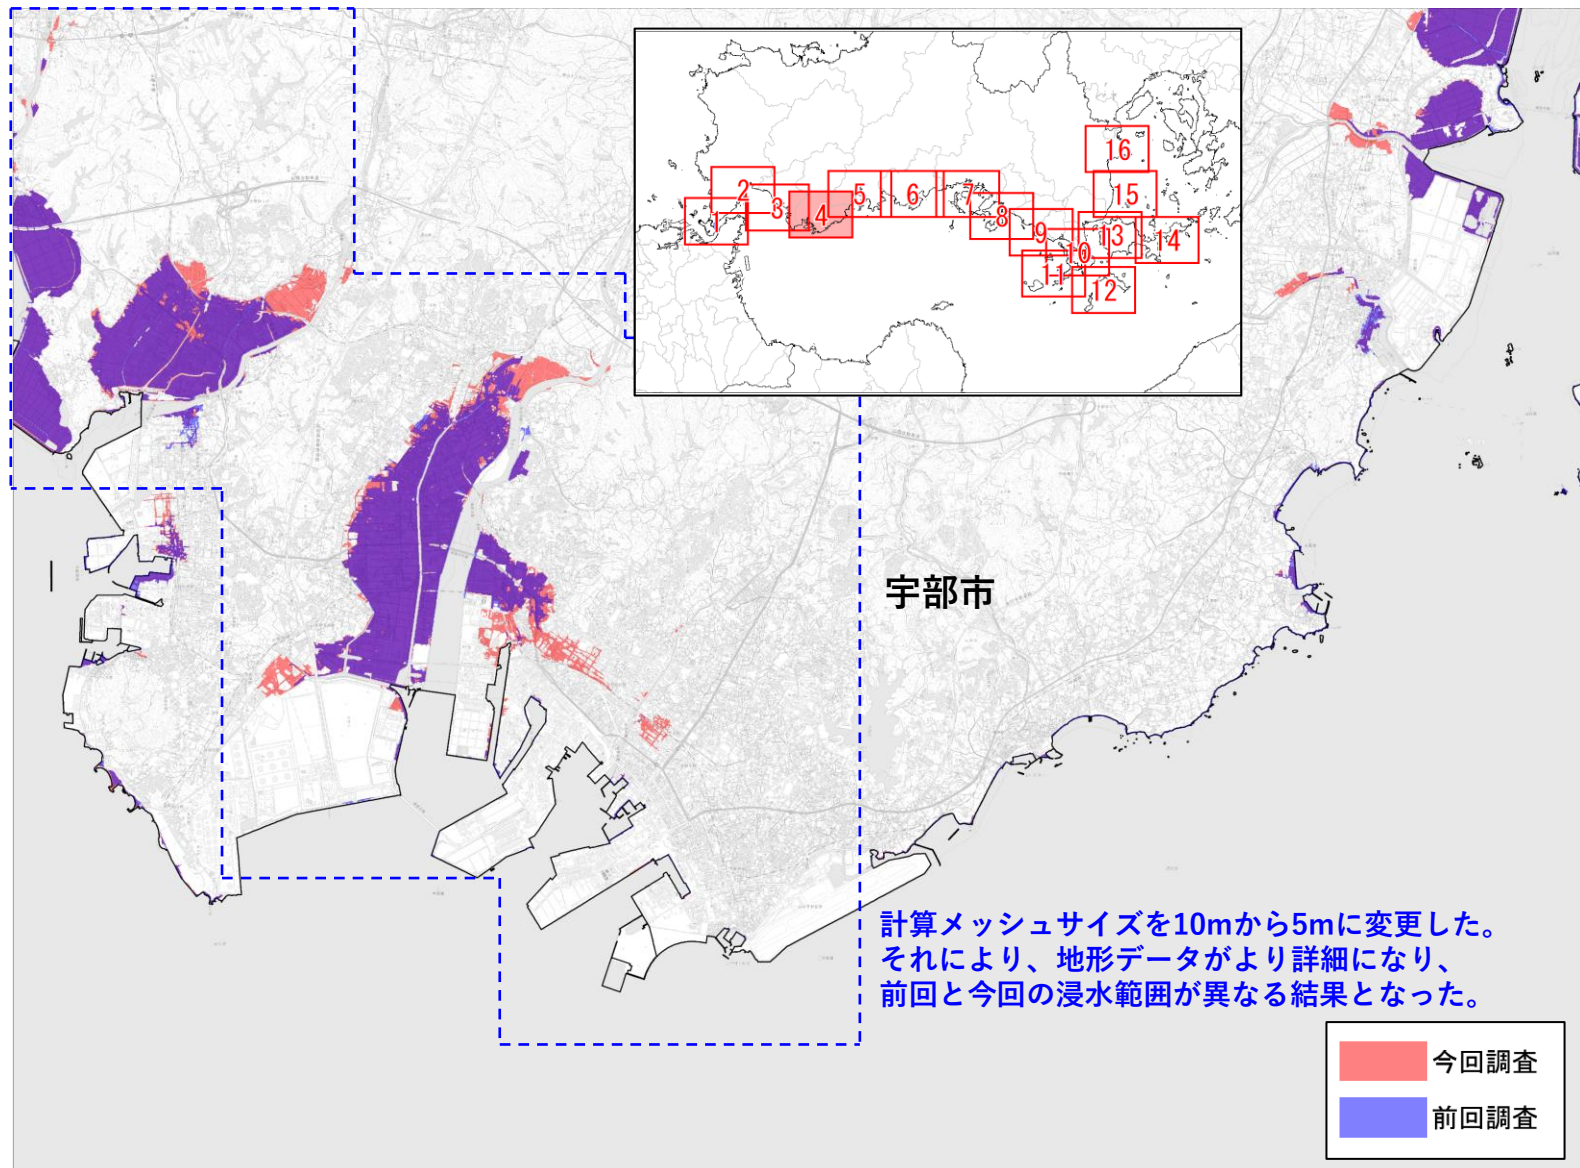 1
2
3
4
5
6
7
8
9
10
11
12
13
14
15
16
宇部市
計算メッシュサイズを10mから5mに変更した。
それにより、地形データがより詳細になり、
前回と今回の浸水範囲が異なる結果となった。
今回調査
前回調査